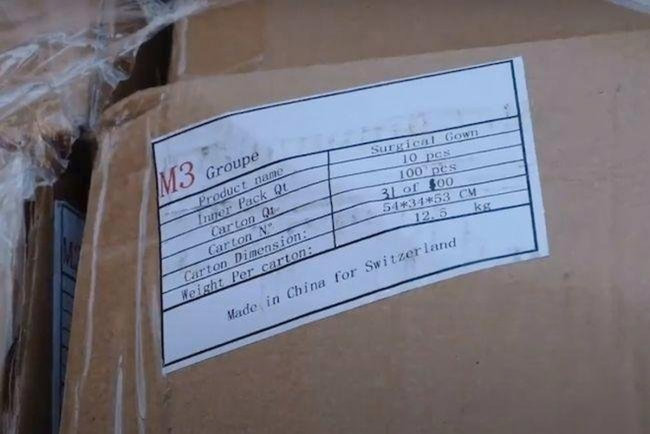 M3 Groupe
Product name Surgical Gown
Inner Pack Qt 10 pcs
Carton Qt 100 pcs
Carton N° 31 of 00
Carton Dimension: 54*34*53 CM
Weight Per carton: 12.5 kg
Made in China for Switzerland